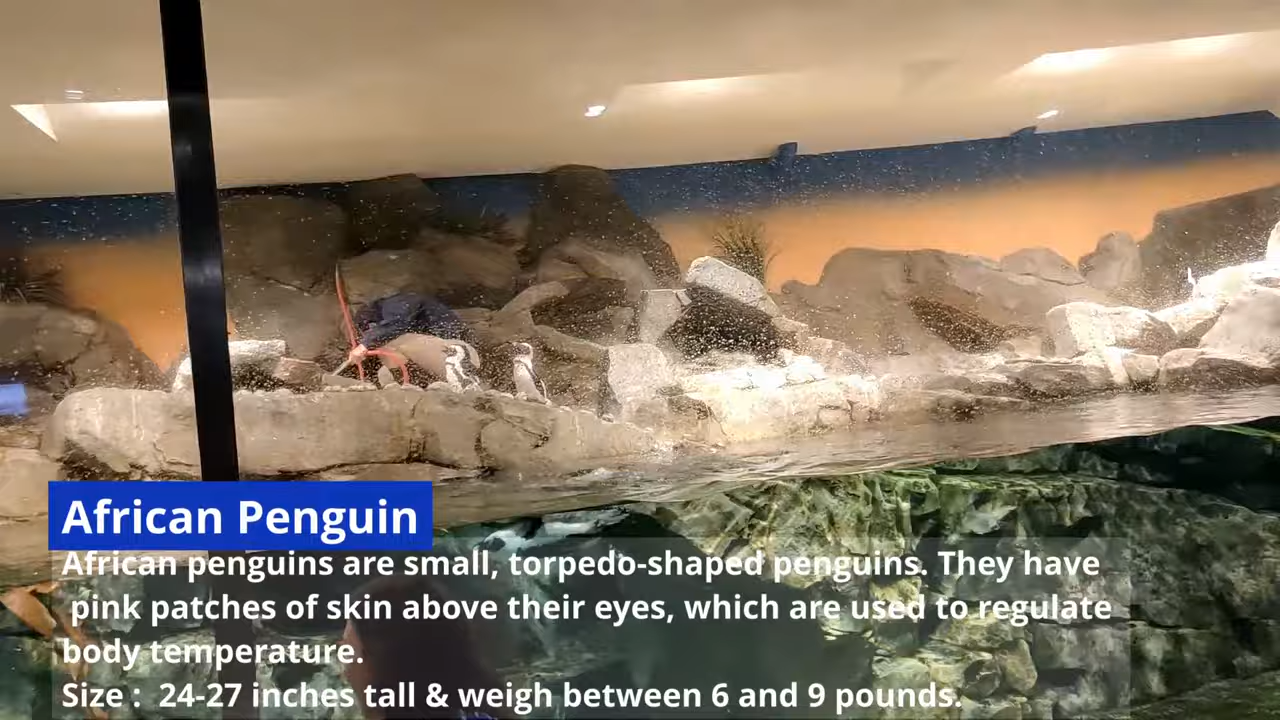 African Penguin
African penguins are small, torpedo-shaped penguins. They have
pink patches of skin above their eyes, which are used to regulate
body temperature.
Size : 24-27 inches tall & weigh between 6 and 9 pounds.